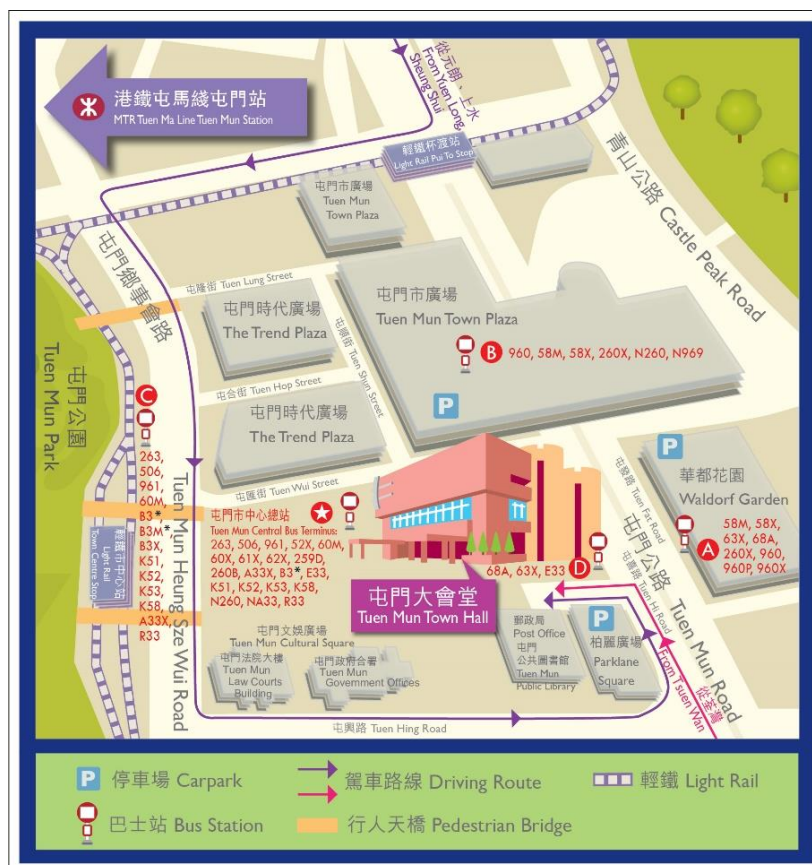 港鐵屯馬綫屯門站
MTR Tuen Ma Line Tuen Mun Station
從元朗、上水
From Yuen Long,
Sheung Shui
輕鐵杯渡站
Light Rail Pui To Stop
青山公路 Castle Peak Road
屯門市廣場
Tuen Mun
Town Plaza
屯門鄉事會路
Tuen Mun Heung Sze Wui Road
屯隆街 Tuen Lung Street
屯門時代廣場
The Trend Plaza
屯順街 Tuen Shun Street
屯門市廣場
Tuen Mun Town Plaza
B 960, 58M, 58X, 260X, N260, N969
P
屯合街 Tuen Hop Street
屯門時代廣場
The Trend Plaza
屯門公園
Tuen Mun Park
C
263,
506,
961,
60M,
B3*,
B3M*,
B3X,
K51,
K52,
K53,
K58,
A33X,
R33
輕鐵市中心站
Light Rail
Town Centre Stop
屯匯街 Tuen Wui Street
屯門市中心總站
Tuen Mun Central Bus Terminus:
263, 506, 961, 52X, 60M,
60X, 61X, 62X, 259D,
260B, A33X, B3*, E33,
K51, K52, K53, K58,
N260, NA33, R33
68A, 63X, E33 D
屯門大會堂
Tuen Mun Town Hall
P
華都花園
Waldorf Garden
A
58M, 58X,
63X, 68A,
260X, 960,
960P, 960X
屯發路 Tuen Fat Road
屯門公路 Tuen Mun Road
屯喜路 Tuen Hi Road
從荃灣
From Tsuen Wan
屯門文娛廣場
Tuen Mun Cultural Square
屯門法院大樓
Tuen Mun
Law Courts
Building
屯門政府合署
Tuen Mun
Government Offices
郵政局
Post Office
屯門
公共圖書館
Tuen Mun
Public Library
P
柏麗廣場
Parklane
Square
屯興路 Tuen Hing Road
P 停車場 Carpark
駕車路線 Driving Route
輕鐵 Light Rail
巴士站 Bus Station
行人天橋 Pedestrian Bridge